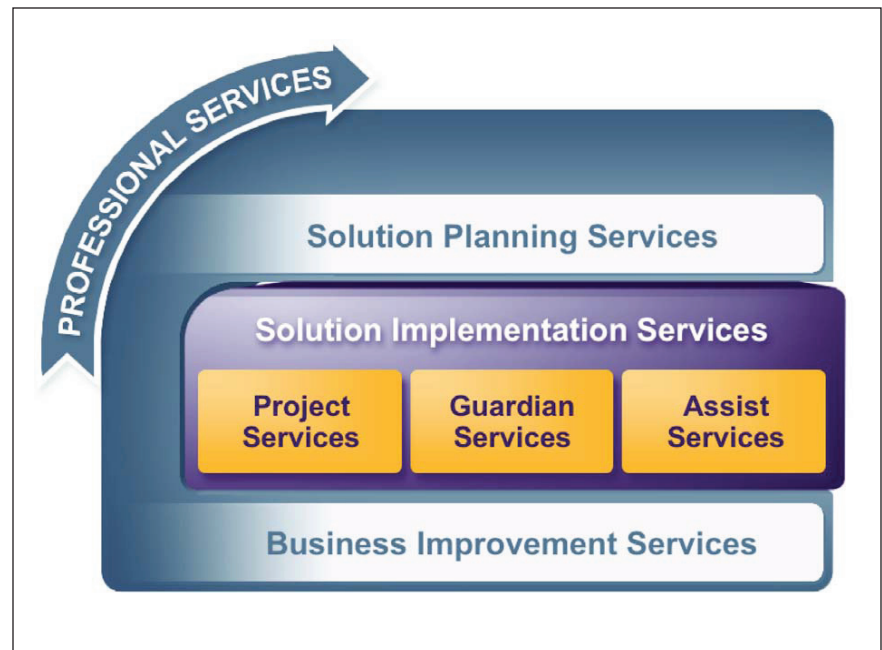 PROFESSIONAL SERVICES
Solution Planning Services
Solution Implementation Services
Project
Services
Guardian
Services
Assist
Services
Business Improvement Services